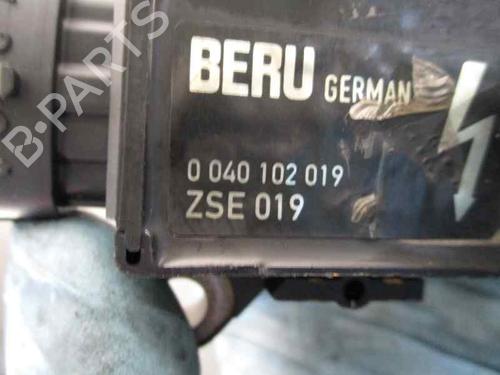 BERU GERMAN
0 040 102 019
ZSE 019
B-PARTS